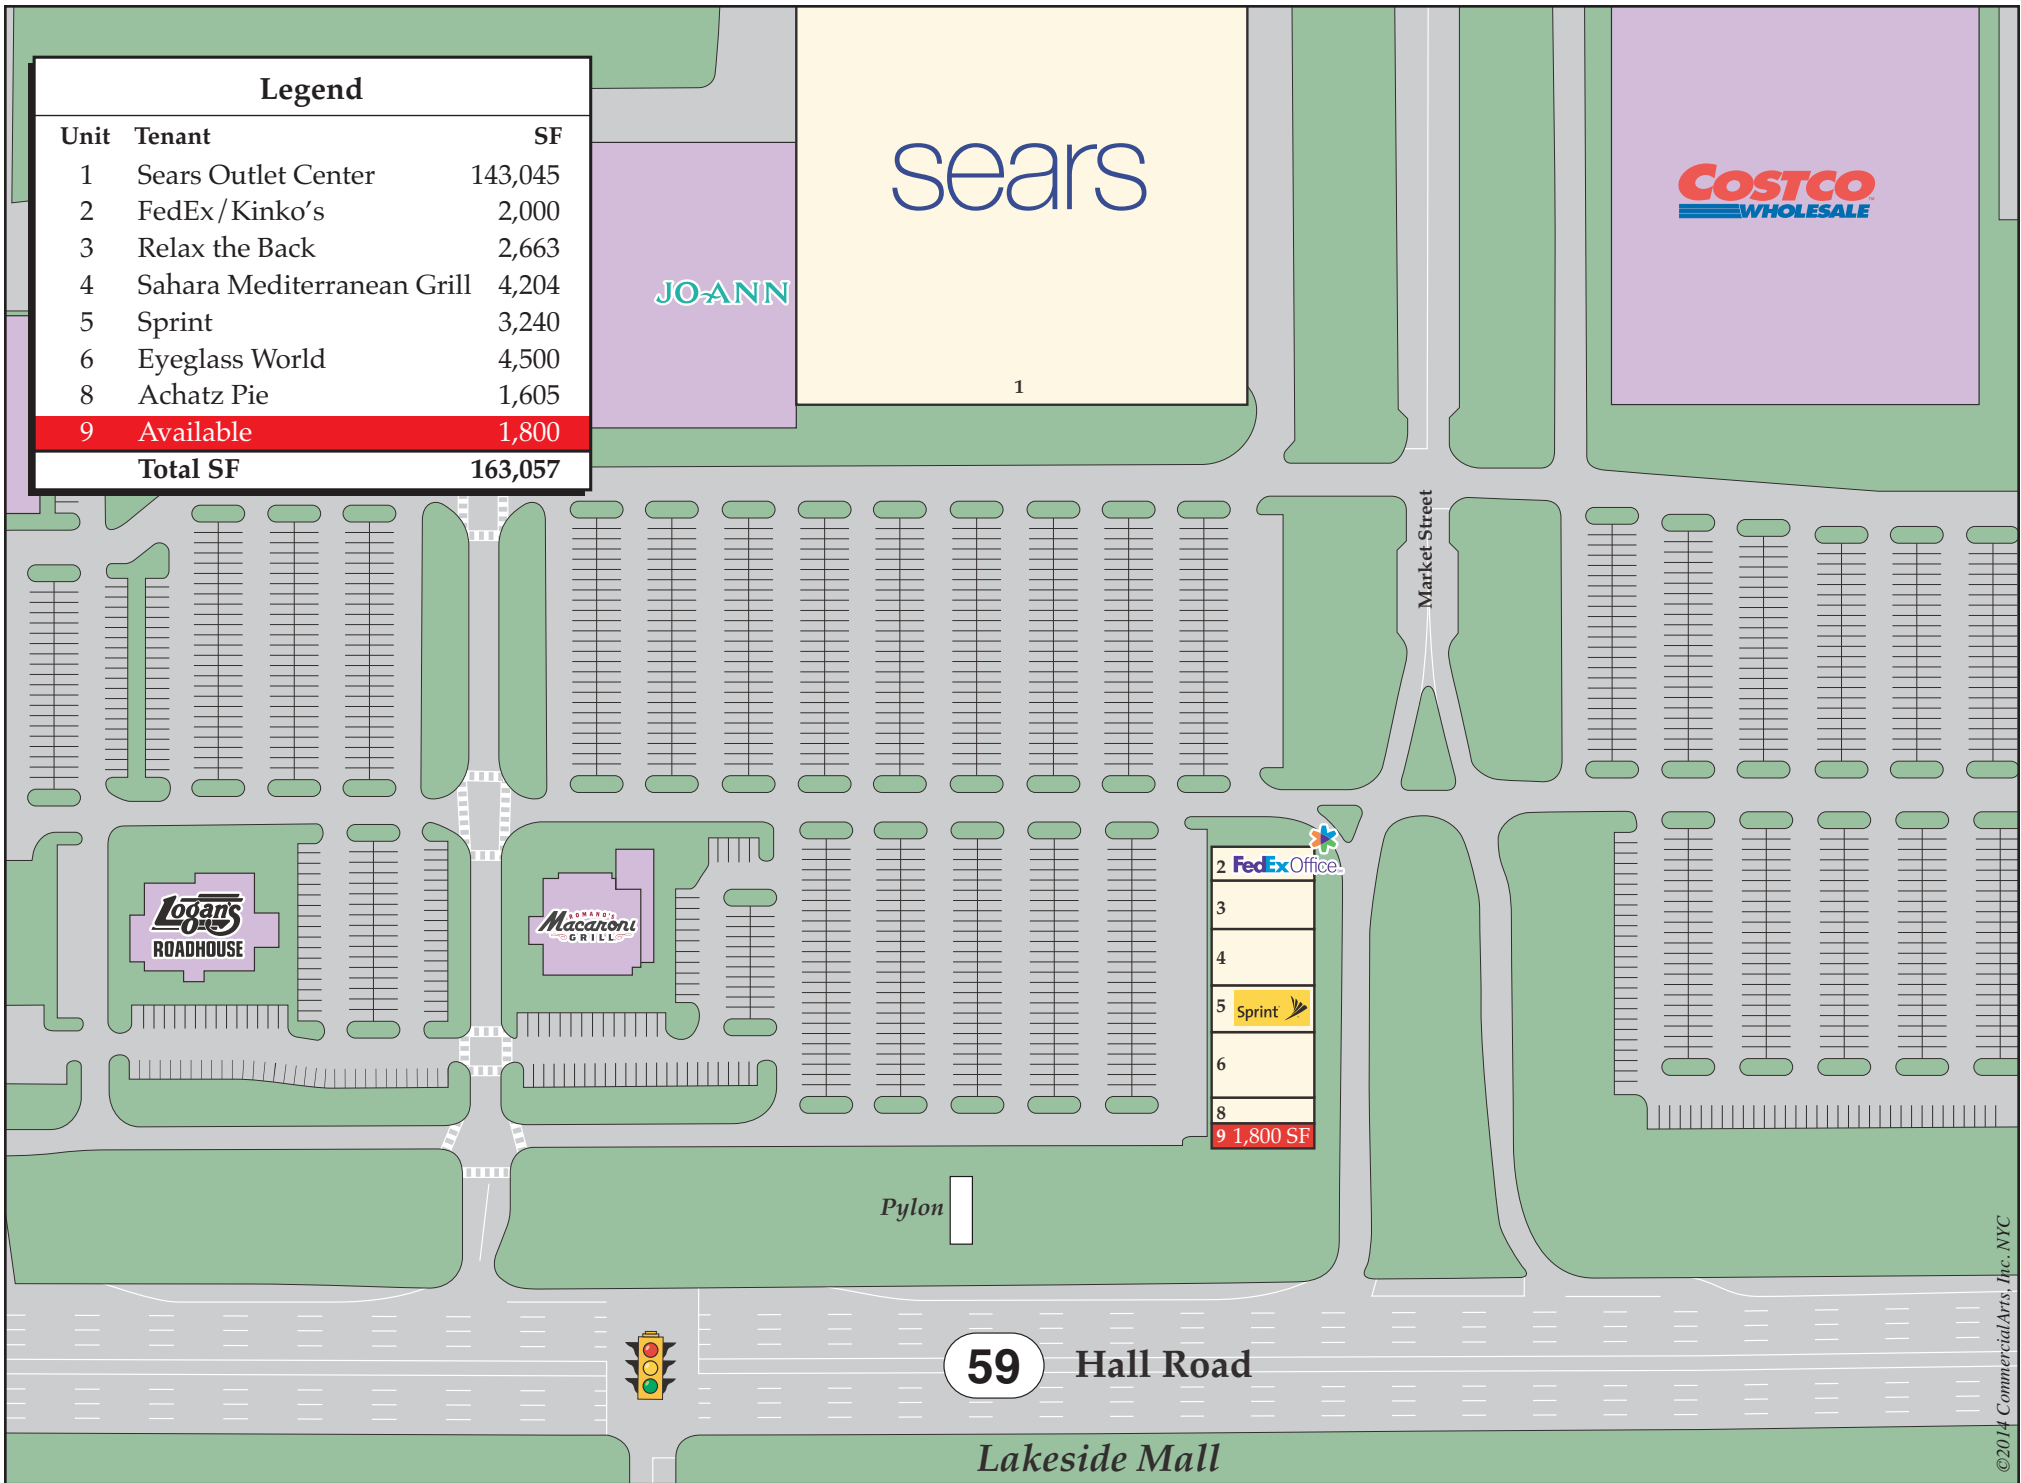 Legend
Unit Tenant SF
1 Sears Outlet Center 143,045
2 FedEx/Kinko's 2,000
3 Relax the Back 2,663
4 Sahara Mediterranean Grill 4,204
5 Sprint 3,240
6 Eyeglass World 4,500
8 Achatz Pie 1,605
9 Available 1,800
Total SF 163,057
sears
1
JO-ANN
COSTCO
WHOLESALE
Market Street
Logan's
ROADHOUSE
ROMANO'S
Macaroni
GRILL
2 FedEx Office
3
4
5 Sprint
6
8
9 1,800 SF
Pylon
59 Hall Road
Lakeside Mall
©2014 CommercialArts, Inc. NYC